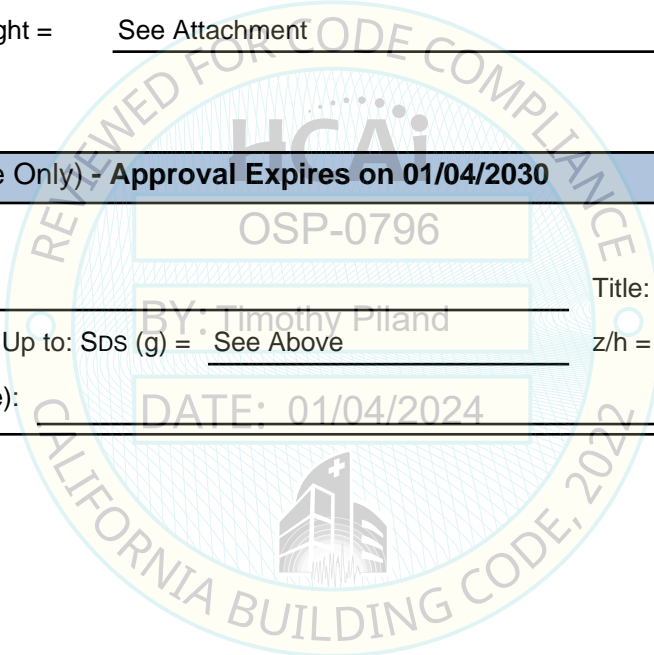 ght = See Attachment
REVIEWED FOR CODE COMPLIANCE
HCAi
e Only) - Approval Expires on 01/04/2030
OSP-0796
Title:
BY: Timothy Piland
Up to: SDS (g) = See Above z/h =
e):
DATE: 01/04/2024
CALIFORNIA BUILDING CODE, 2022